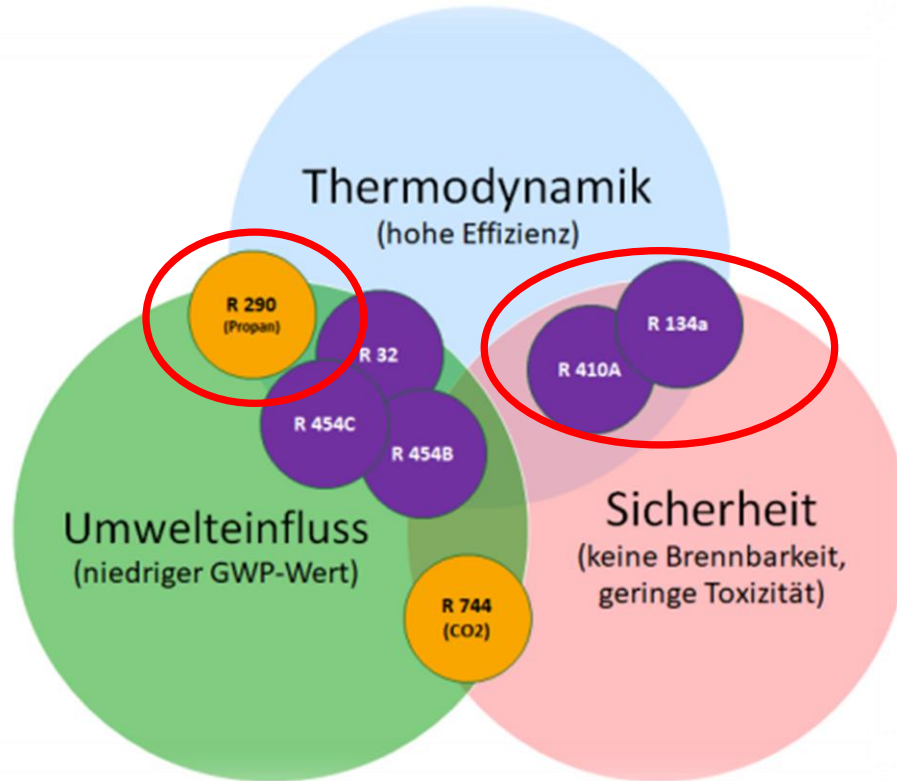 Thermodynamik
(hohe Effizienz)
R 290
(Propan)
R 32
R 134a
R 410A
R 454C
R 454B
Umwelteinfluss
(niedriger GWP-Wert)
Sicherheit
(keine Brennbarkeit,
geringe Toxizität)
R 744
(CO2)